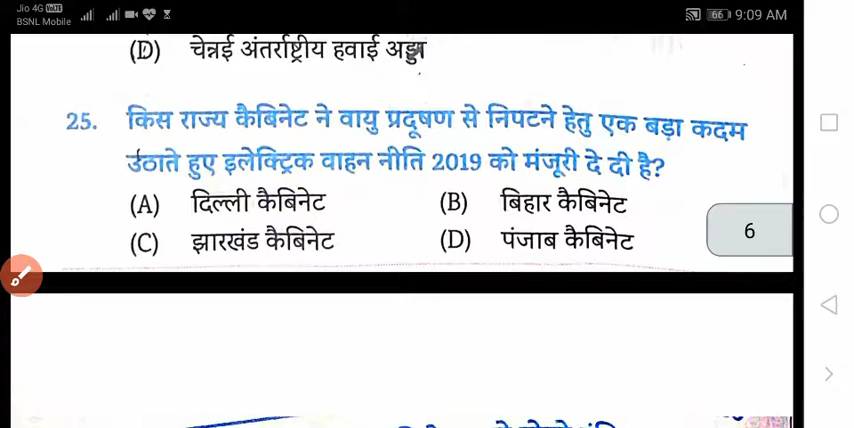 Jio 4G VoLTE
BSNL Mobile
66 9:09 AM
(D) चेन्नई अंतर्राष्ट्रीय हवाई अड्डा
25. किस राज्य कैबिनेट ने वायु प्रदूषण से निपटने हेतु एक बड़ा कदम
उठाते हुए इलेक्ट्रिक वाहन नीति 2019 को मंजूरी दे दी है?
(A) दिल्ली कैबिनेट (B) बिहार कैबिनेट
(C) झारखंड कैबिनेट (D) पंजाब कैबिनेट
6